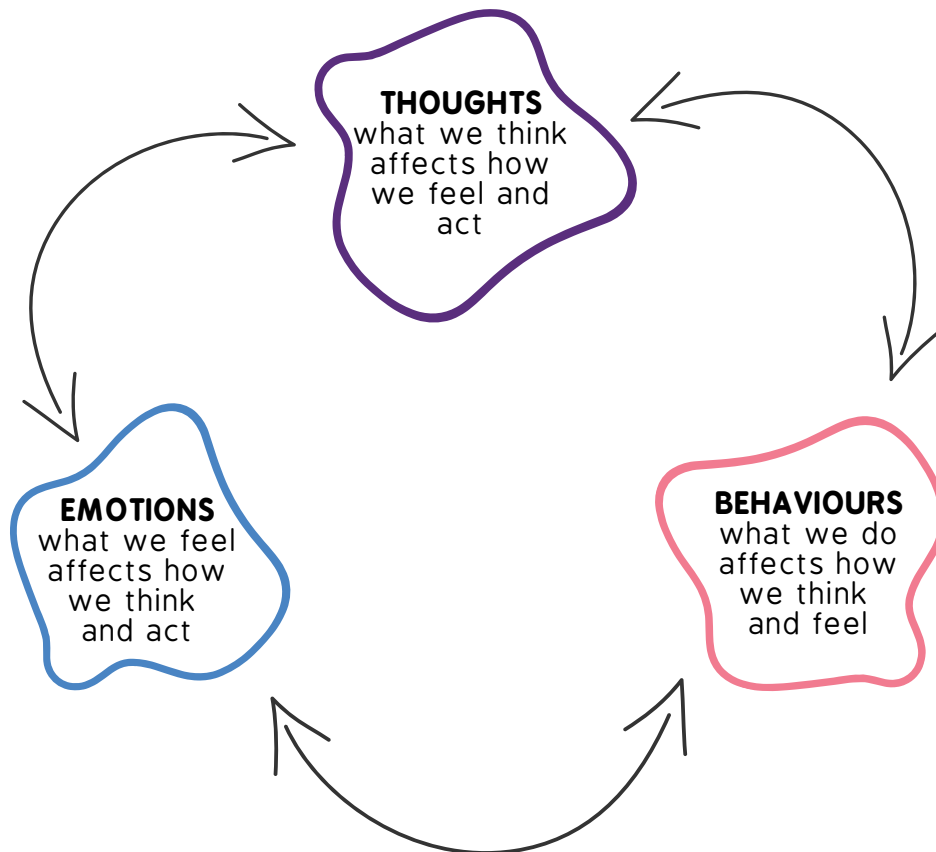 THOUGHTS
what we think
affects how
we feel and
act
EMOTIONS
what we feel
affects how
we think
and act
BEHAVIOURS
what we do
affects how
we think
and feel